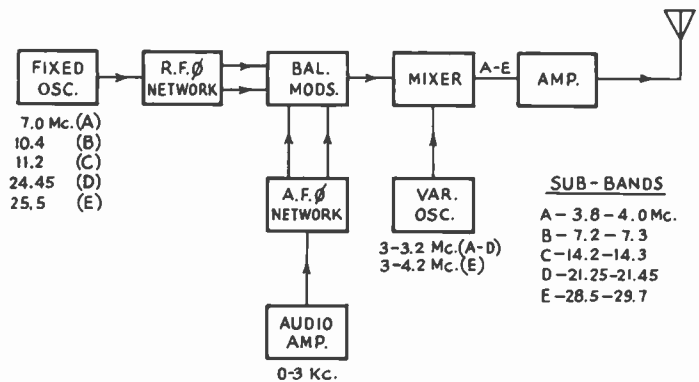 FIXED
OSC.
R.F.Ø
NETWORK
BAL.
MODS.
MIXER
A-E
AMP.
7.0 Mc.(A)
10.4 (B)
11.2 (C)
24.45 (D)
25,5 (E)
A.F.Ø
NETWORK
VAR.
OSC.
3-3.2 Mc.(A-D)
3-4.2 Mc.(E)
AUDIO
AMP.
0-3 Kc.
SUB-BANDS
A-3.8-4.0 Mc.
B-7.2-7.3
C-14.2-14.3
D-21.25-21.45
E-28.5-29.7